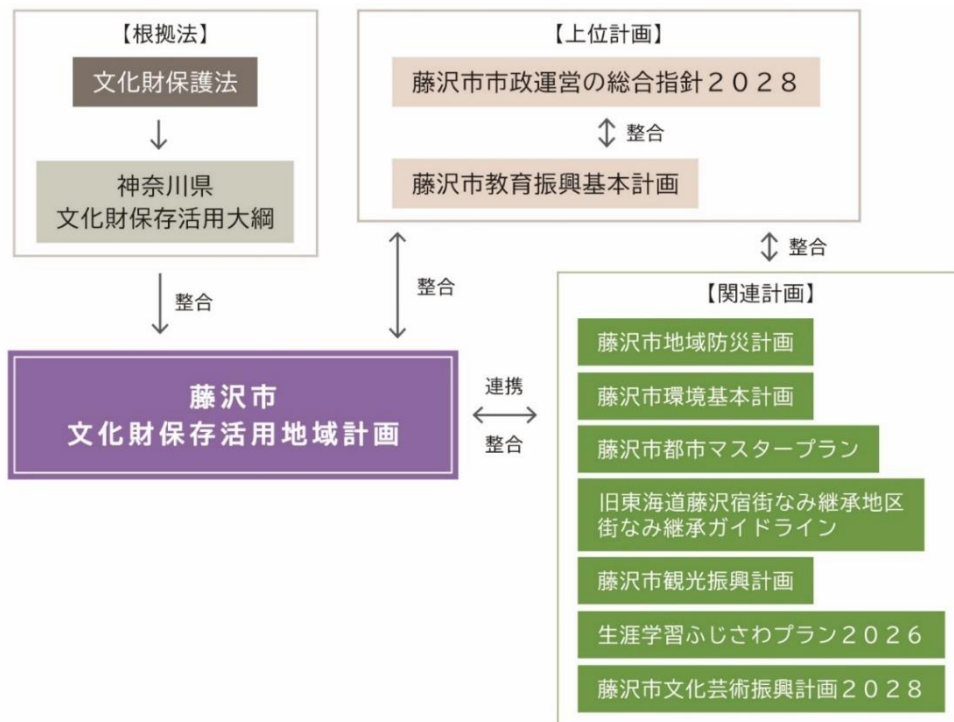 【根拠法】
文化財保護法
神奈川県
文化財保存活用大綱
整合
【上位計画】
藤沢市市政運営の総合指針２０２８
整合
藤沢市教育振興基本計画
整合
整合
藤沢市
文化財保存活用地域計画
連携
整合
【関連計画】
藤沢市地域防災計画
藤沢市環境基本計画
藤沢市都市マスタープラン
旧東海道藤沢宿街なみ継承地区
街なみ継承ガイドライン
藤沢市観光振興計画
生涯学習ふじさわプラン２０２６
藤沢市文化芸術振興計画２０２８